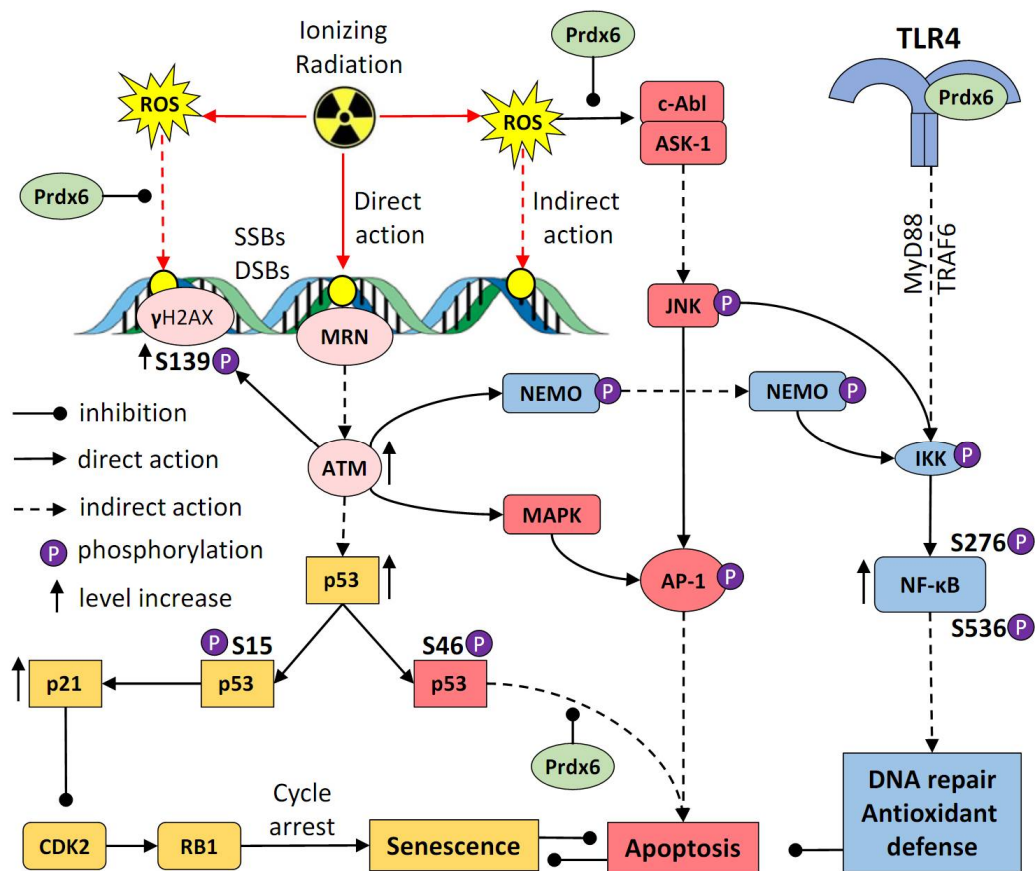 Ionizing
Radiation
Prdx6
TLR4
ROS
ROS
c-Abl
ASK-1
Prdx6
Prdx6
Direct
action
Indirect
action
SSBs
DSBs
MyD88
TRAF6
γH2AX
MRN
JNK P
S139 P
NEMO P
NEMO P
inhibition
direct action
indirect action
P phosphorylation
level increase
ATM
IKK P
MAPK
p53
AP-1 P
S276 P
NF-κB
S536 P
P S15
S46 P
p21
p53
p53
Prdx6
Cycle
arrest
CDK2
RB1
Senescence
Apoptosis
DNA repair
Antioxidant
defense